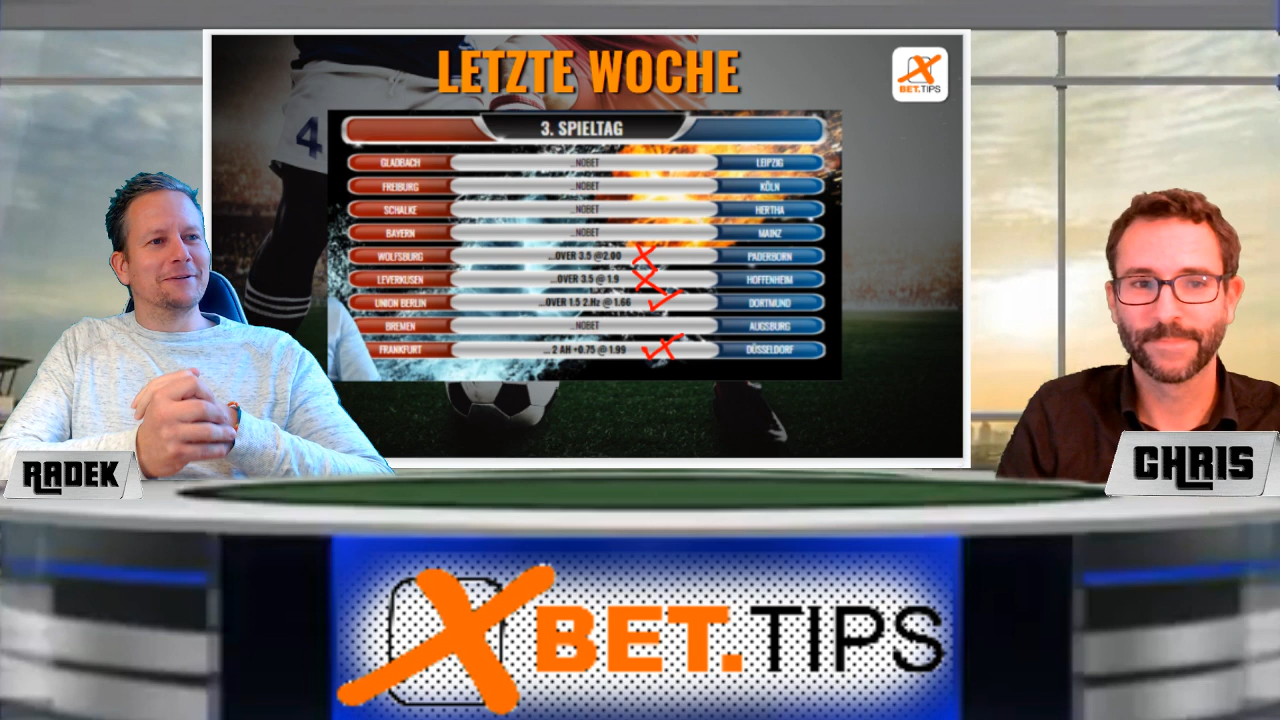 LETZTE WOCHE
X
BET.TIPS
4
3. SPIELTAG
GLADBACH ...NOBET LEIPZIG
FREIBURG ...NOBET KÖLN
SCHALKE ...NOBET HERTHA
BAYERN ...NOBET MAINZ
WOLFSBURG ...OVER 3.5 @2.00 PADERBORN
LEVERKUSEN ...OVER 3.5 @ 1.9 HOFFENHEIM
UNION BERLIN ...OVER 1.5 2.Hz @ 1.66 DORTMUND
BREMEN ...NOBET AUGSBURG
FRANKFURT ... 2 AH +0.75 @ 1.99 DÜSSELDORF
RADEK
CHRIS
XBET.TIPS